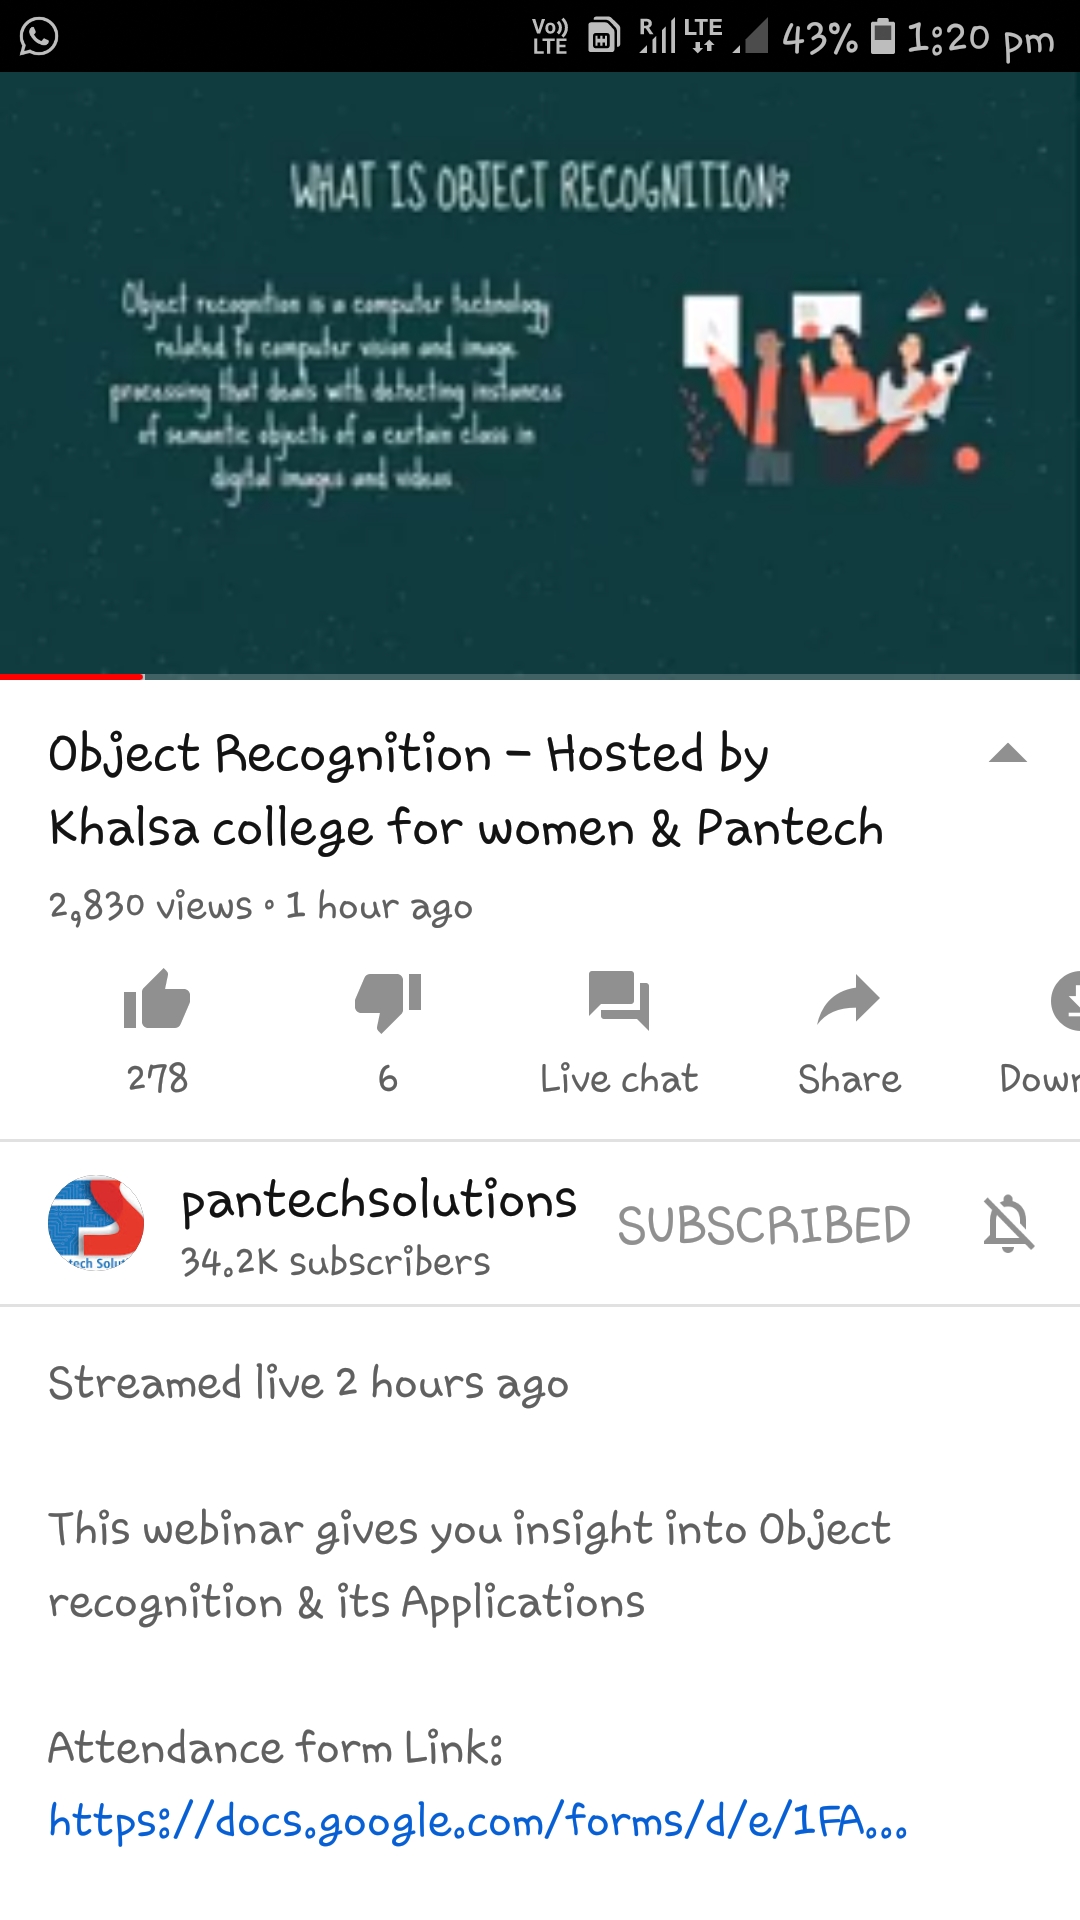 Vo)) LTE R LTE 43% 1:20 pm
WHAT IS OBJECT RECOGNITION?
Object recognition is a computer technology
related to computer vision and image
processing that deals with detecting instances
of semantic objects of a certain class in
digital images and videos.
Object Recognition - Hosted by
Khalsa college for women & Pantech
2,830 views • 1 hour ago
278 6 Live chat Share Down
pantechsolutions SUBSCRIBED
34.2K subscribers
tech Solut
Streamed live 2 hours ago
This webinar gives you insight into Object
recognition & its Applications
Attendance form Link:
https://docs.google.com/forms/d/e/1FA...